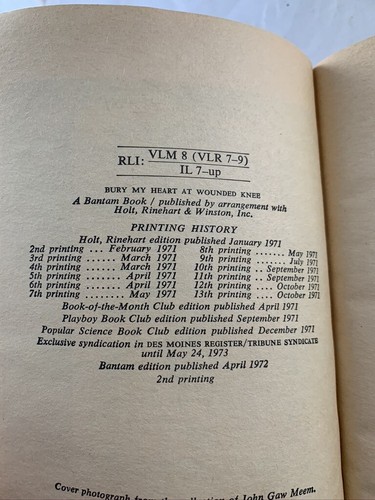 RLI: VLM 8 (VLR 7–9)
IL 7–up
BURY MY HEART AT WOUNDED KNEE
A Bantam Book / published by arrangement with
Holt, Rinehart & Winston, Inc.
PRINTING HISTORY
Holt, Rinehart edition published January 1971
2nd printing ... February 1971 8th printing ....... May 1971
3rd printing ...... March 1971 9th printing ....... July 1971
4th printing ...... March 1971 10th printing .. September 1971
5th printing ....... April 1971 11th printing .. September 1971
6th printing ....... April 1971 12th printing .... October 1971
7th printing ....... May 1971 13th printing .... October 1971
Book-of-the-Month Club edition published April 1971
Playboy Book Club edition published September 1971
Popular Science Book Club edition published December 1971
Exclusive syndication in DES MOINES REGISTER/TRIBUNE SYNDICATE
until May 24, 1973
Bantam edition published April 1972
2nd printing
Cover photograph from the collection of John Gaw Meem.